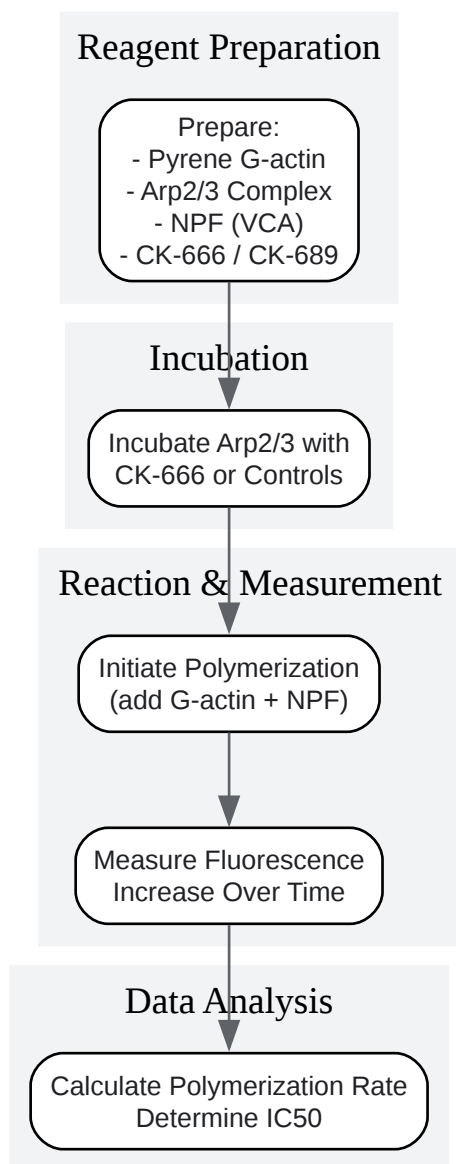 Reagent Preparation
Prepare:
- Pyrene G-actin
- Arp2/3 Complex
- NPF (VCA)
- CK-666 / CK-689
Incubation
Incubate Arp2/3 with
CK-666 or Controls
Reaction & Measurement
Initiate Polymerization
(add G-actin + NPF)
Measure Fluorescence
Increase Over Time
Data Analysis
Calculate Polymerization Rate
Determine IC50